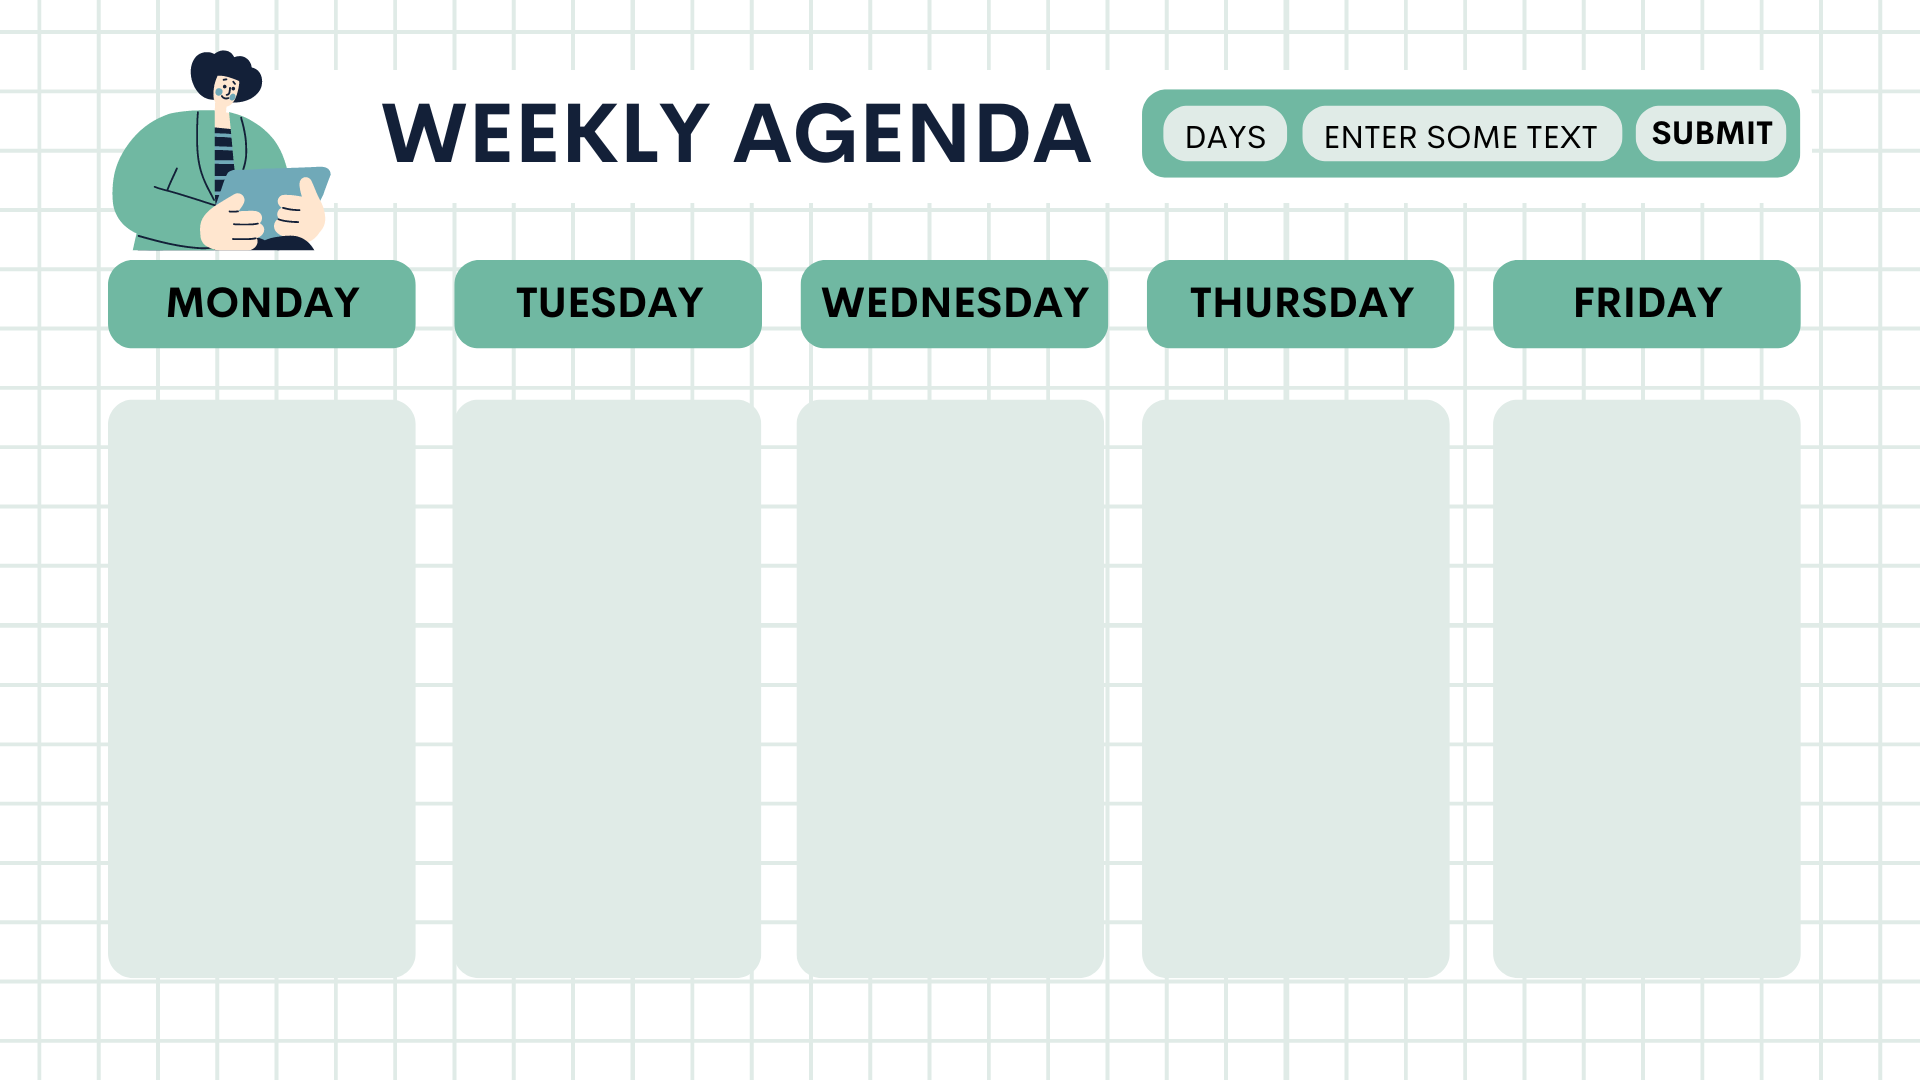 WEEKLY AGENDA
DAYS
ENTER SOME TEXT
SUBMIT
MONDAY
TUESDAY
WEDNESDAY
THURSDAY
FRIDAY